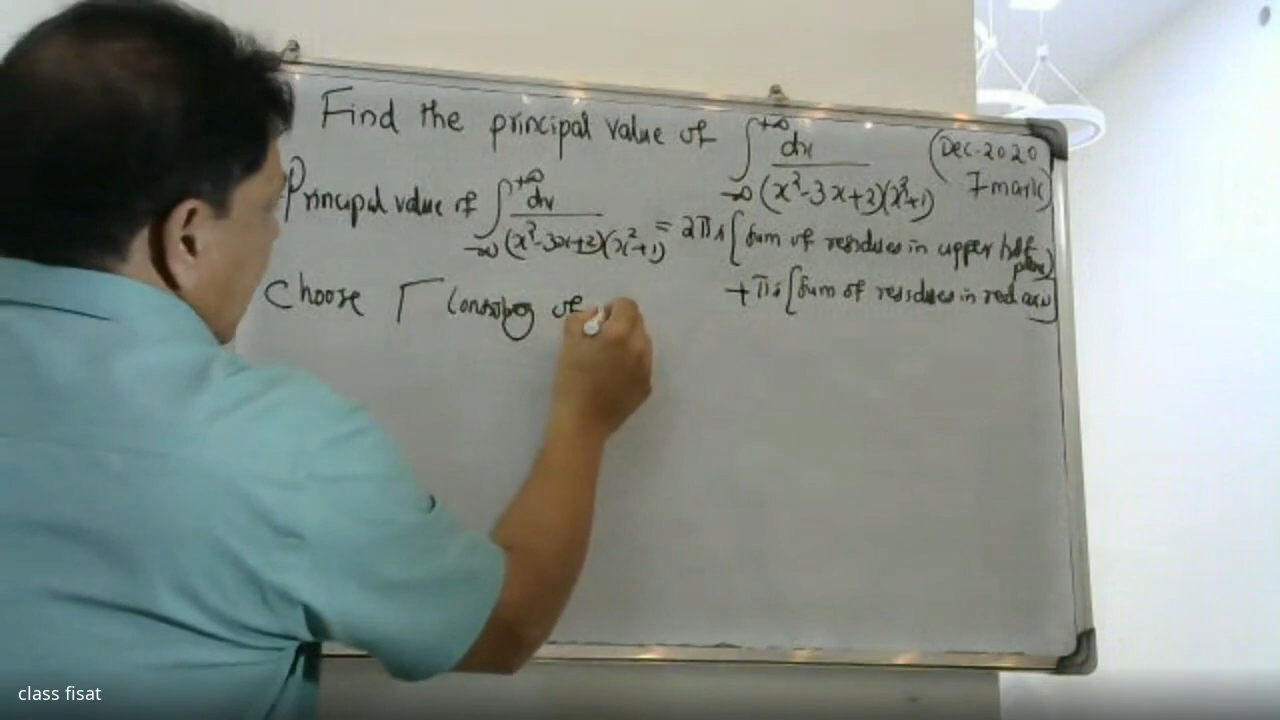 Find the principal value of ∫_{-∞}^{+∞} dx / (x²-3x+2)(x²+1) (Dec-2020 7 mark)
Principal value of ∫_{-∞}^{+∞} dx / (x²-3x+2)(x²+1) = 2πi [Sum of residues in upper half plane]
+ πi [Sum of residues in real axis]
Choose Γ consisting of
class fisat